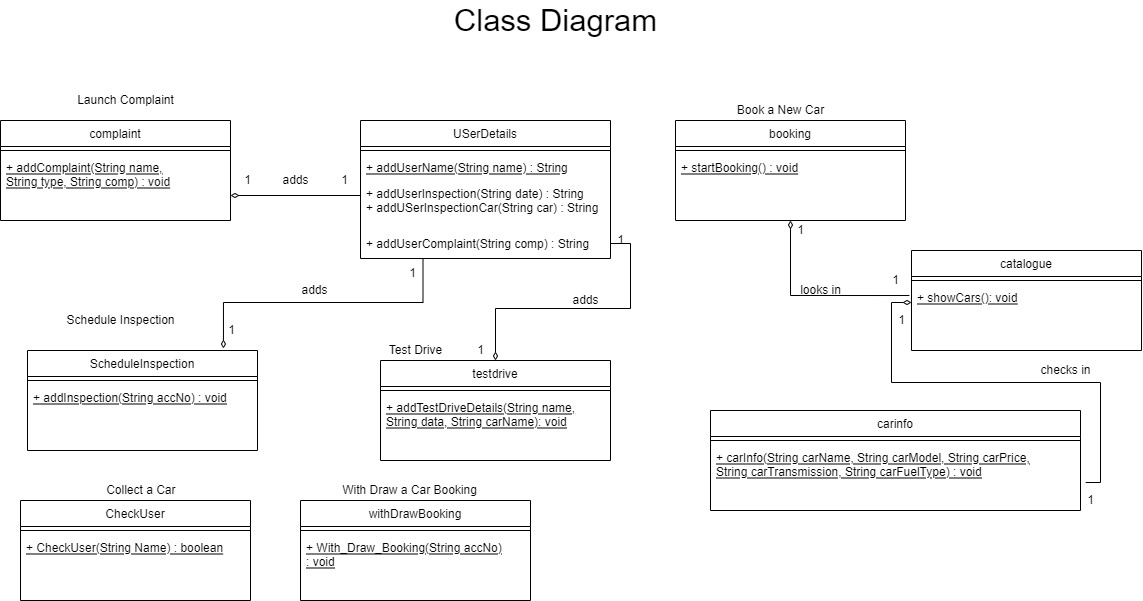 Class Diagram
Launch Complaint
complaint
+ addComplaint(String name,
String type, String comp) : void
1
adds
1
USerDetails
+ addUserName(String name) : String
+ addUserInspection(String date) : String
+ addUSerInspectionCar(String car) : String
+ addUserComplaint(String comp) : String
1
1
adds
adds
Book a New Car
booking
+ startBooking() : void
1
looks in
1
catalogue
+ showCars(): void
1
checks in
Schedule Inspection
1
ScheduleInspection
+ addInspection(String accNo) : void
Test Drive
1
testdrive
+ addTestDriveDetails(String name,
String data, String carName): void
carinfo
+ carInfo(String carName, String carModel, String carPrice,
String carTransmission, String carFuelType) : void
1
Collect a Car
CheckUser
+ CheckUser(String Name) : boolean
With Draw a Car Booking
withDrawBooking
+ With_Draw_Booking(String accNo)
: void